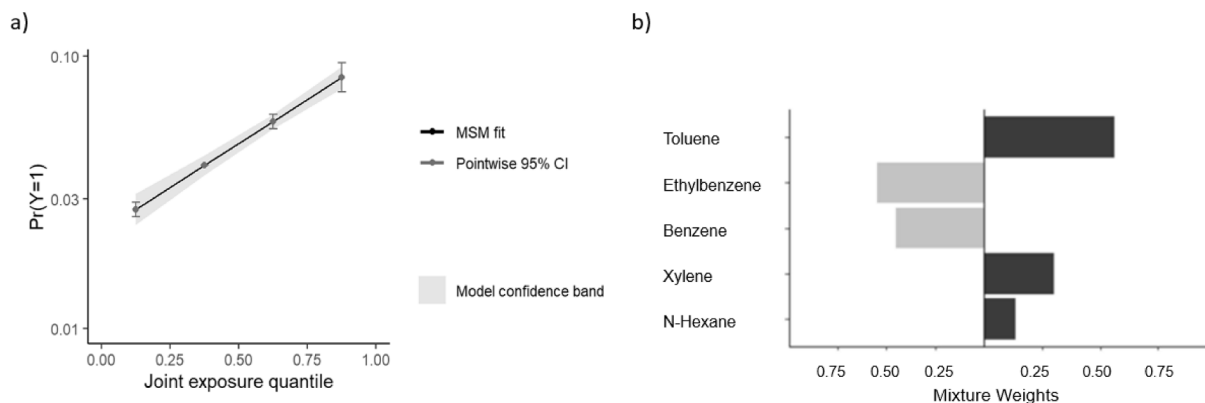 a)
0.10
0.03
0.01
Pr(Y=1)
0.00 0.25 0.50 0.75 1.00
Joint exposure quantile
MSM fit
Pointwise 95% CI
Model confidence band
b)
Toluene
Ethylbenzene
Benzene
Xylene
N-Hexane
0.75 0.50 0.25 0.25 0.50 0.75
Mixture Weights